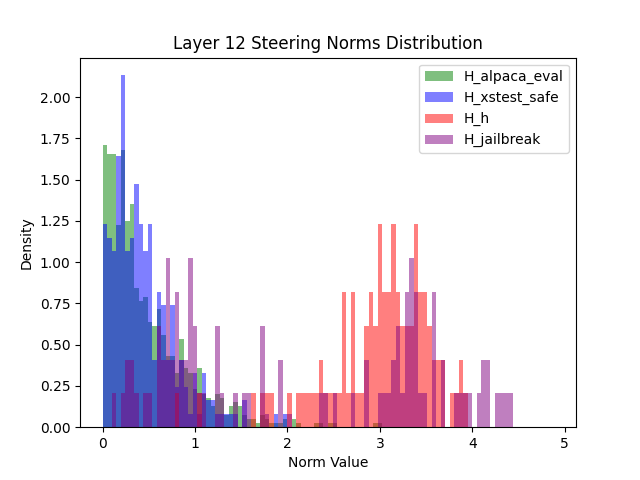 Layer 12 Steering Norms Distribution
H_alpaca_eval
H_xstest_safe
H_h
H_jailbreak
2.00
1.75
1.50
1.25
1.00
0.75
0.50
0.25
0.00
Density
0 1 2 3 4 5
Norm Value